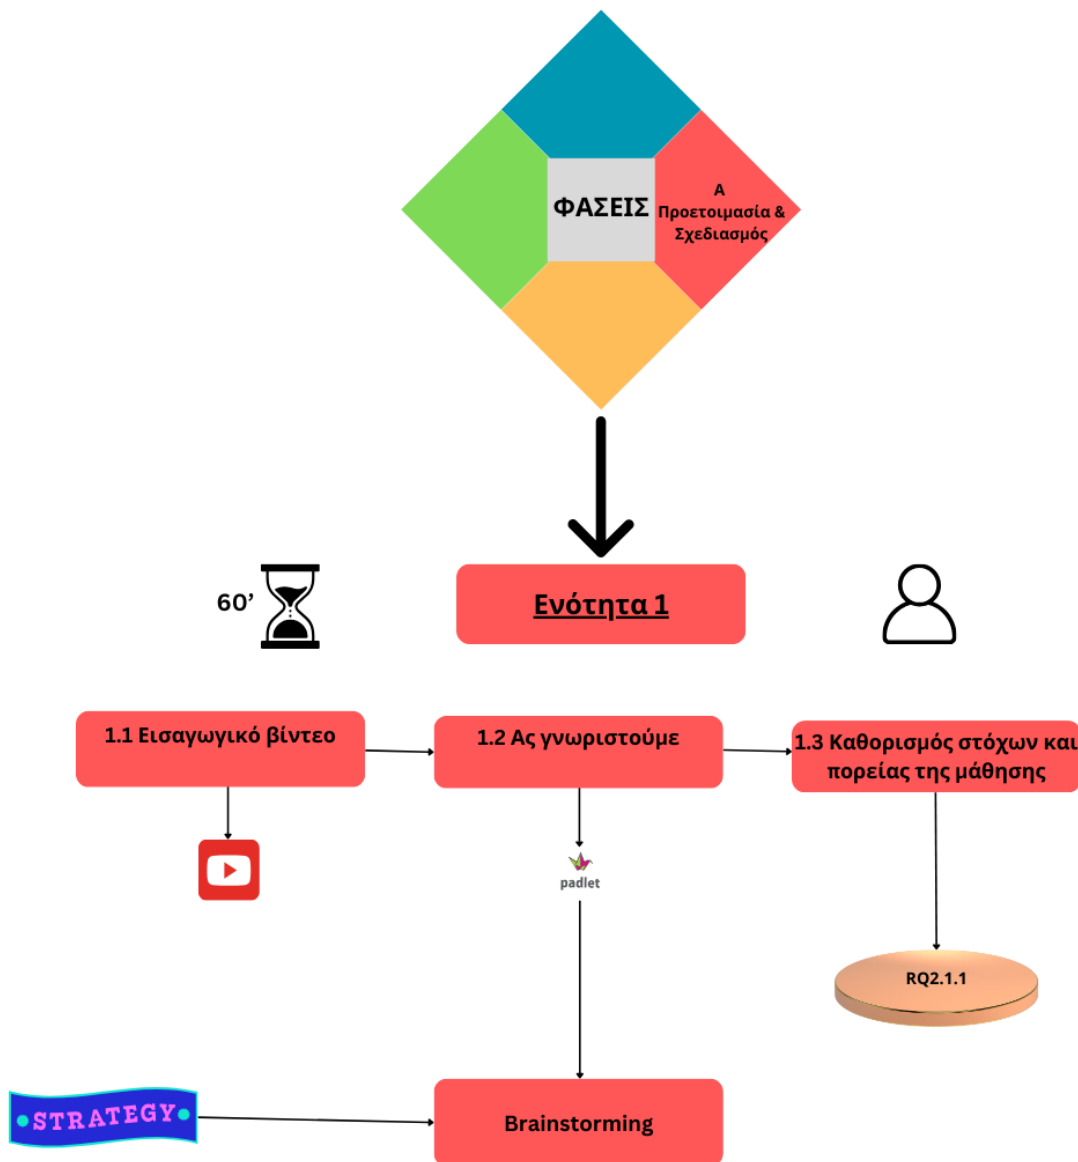 ΦΑΣΕΙΣ
Α
Προετοιμασία &
Σχεδιασμός
60’
Ενότητα 1
1.1 Εισαγωγικό βίντεο
1.2 Ας γνωριστούμε
1.3 Καθορισμός στόχων και
πορείας της μάθησης
padlet
RQ2.1.1
STRATEGY
Brainstorming